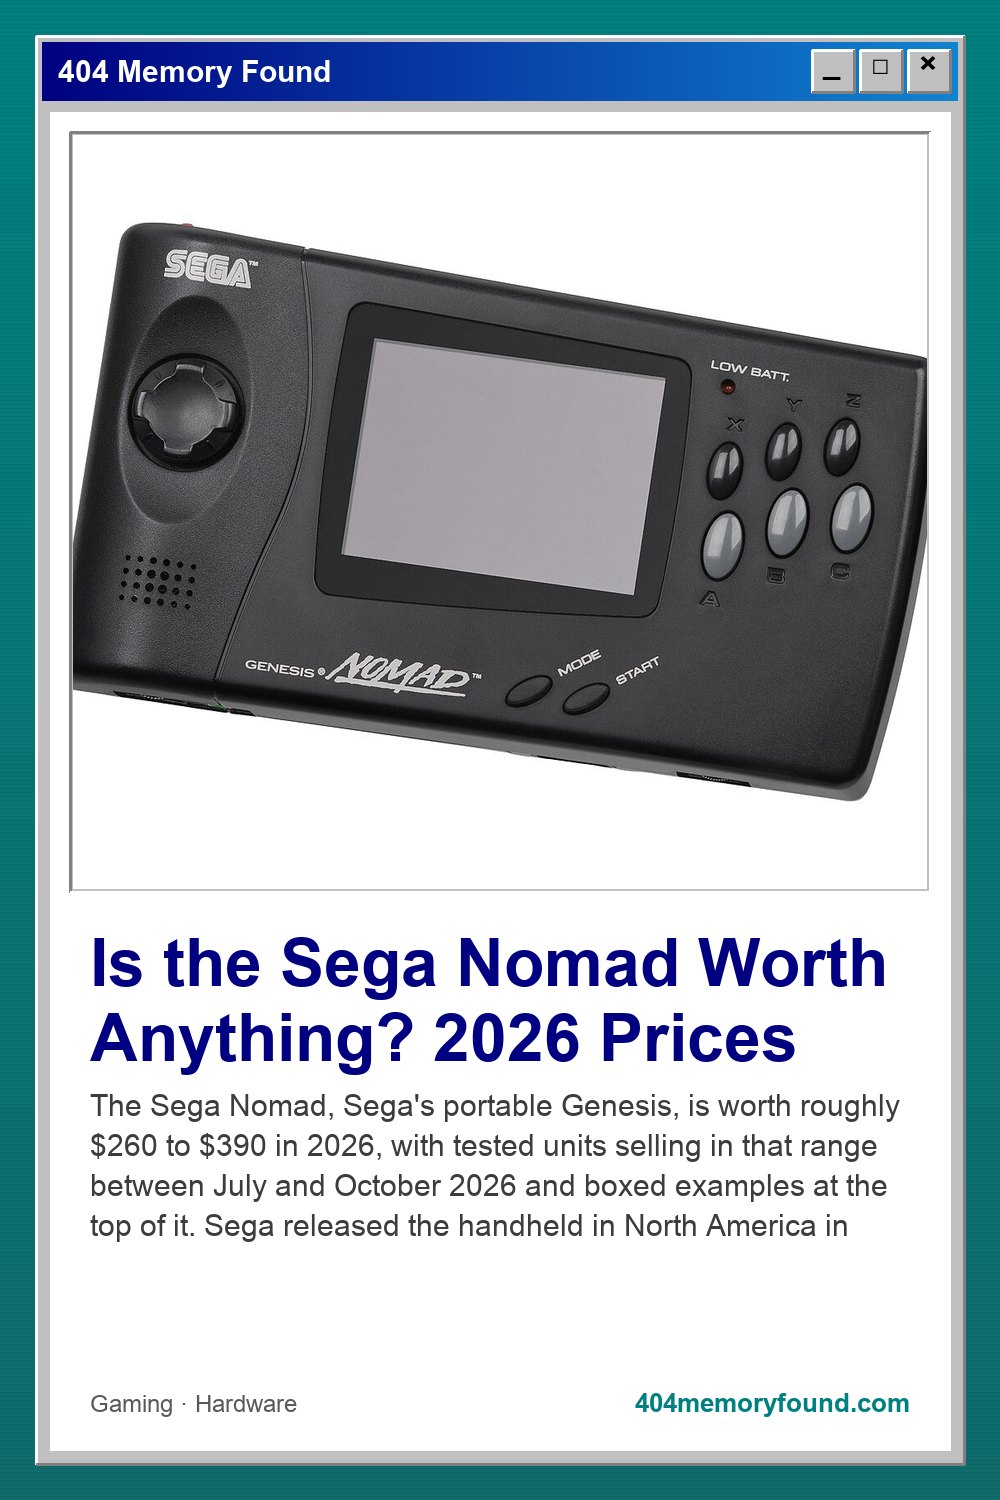 404 Memory Found
SEGA™
LOW BATT.
X Y Z
A B C
GENESIS® NOMAD™
MODE
START
Is the Sega Nomad Worth
Anything? 2026 Prices
The Sega Nomad, Sega's portable Genesis, is worth roughly
$260 to $390 in 2026, with tested units selling in that range
between July and October 2026 and boxed examples at the
top of it. Sega released the handheld in North America in
Gaming · Hardware
404memoryfound.com